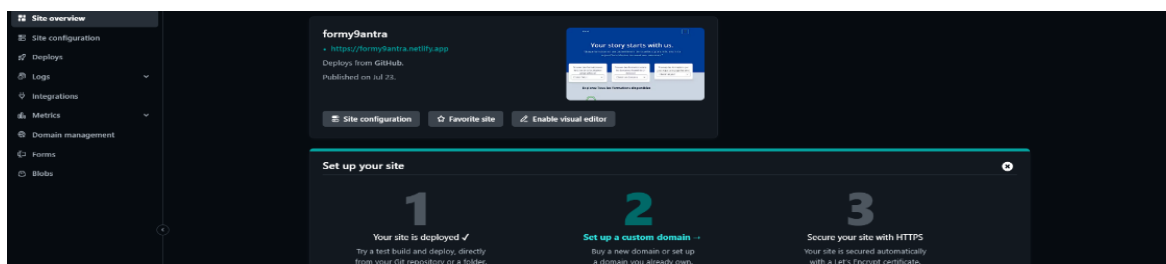 Site overview
Site configuration
Deploys
Logs
Integrations
Metrics
Domain management
Forms
Blobs
formy9antra
https://formy9antra.netlify.app
Deploys from GitHub.
Published on Jul 23.
Your story starts with us.
Site configuration
Favorite site
Enable visual editor
Set up your site
1
2
3
Your site is deployed ✓
Set up a custom domain →
Secure your site with HTTPS
Try a test build and deploy, directly
Buy a new domain or set up
Your site is secured automatically
from your Git repository or a folder.
a domain you already own.
with a Let's Encrypt certificate.